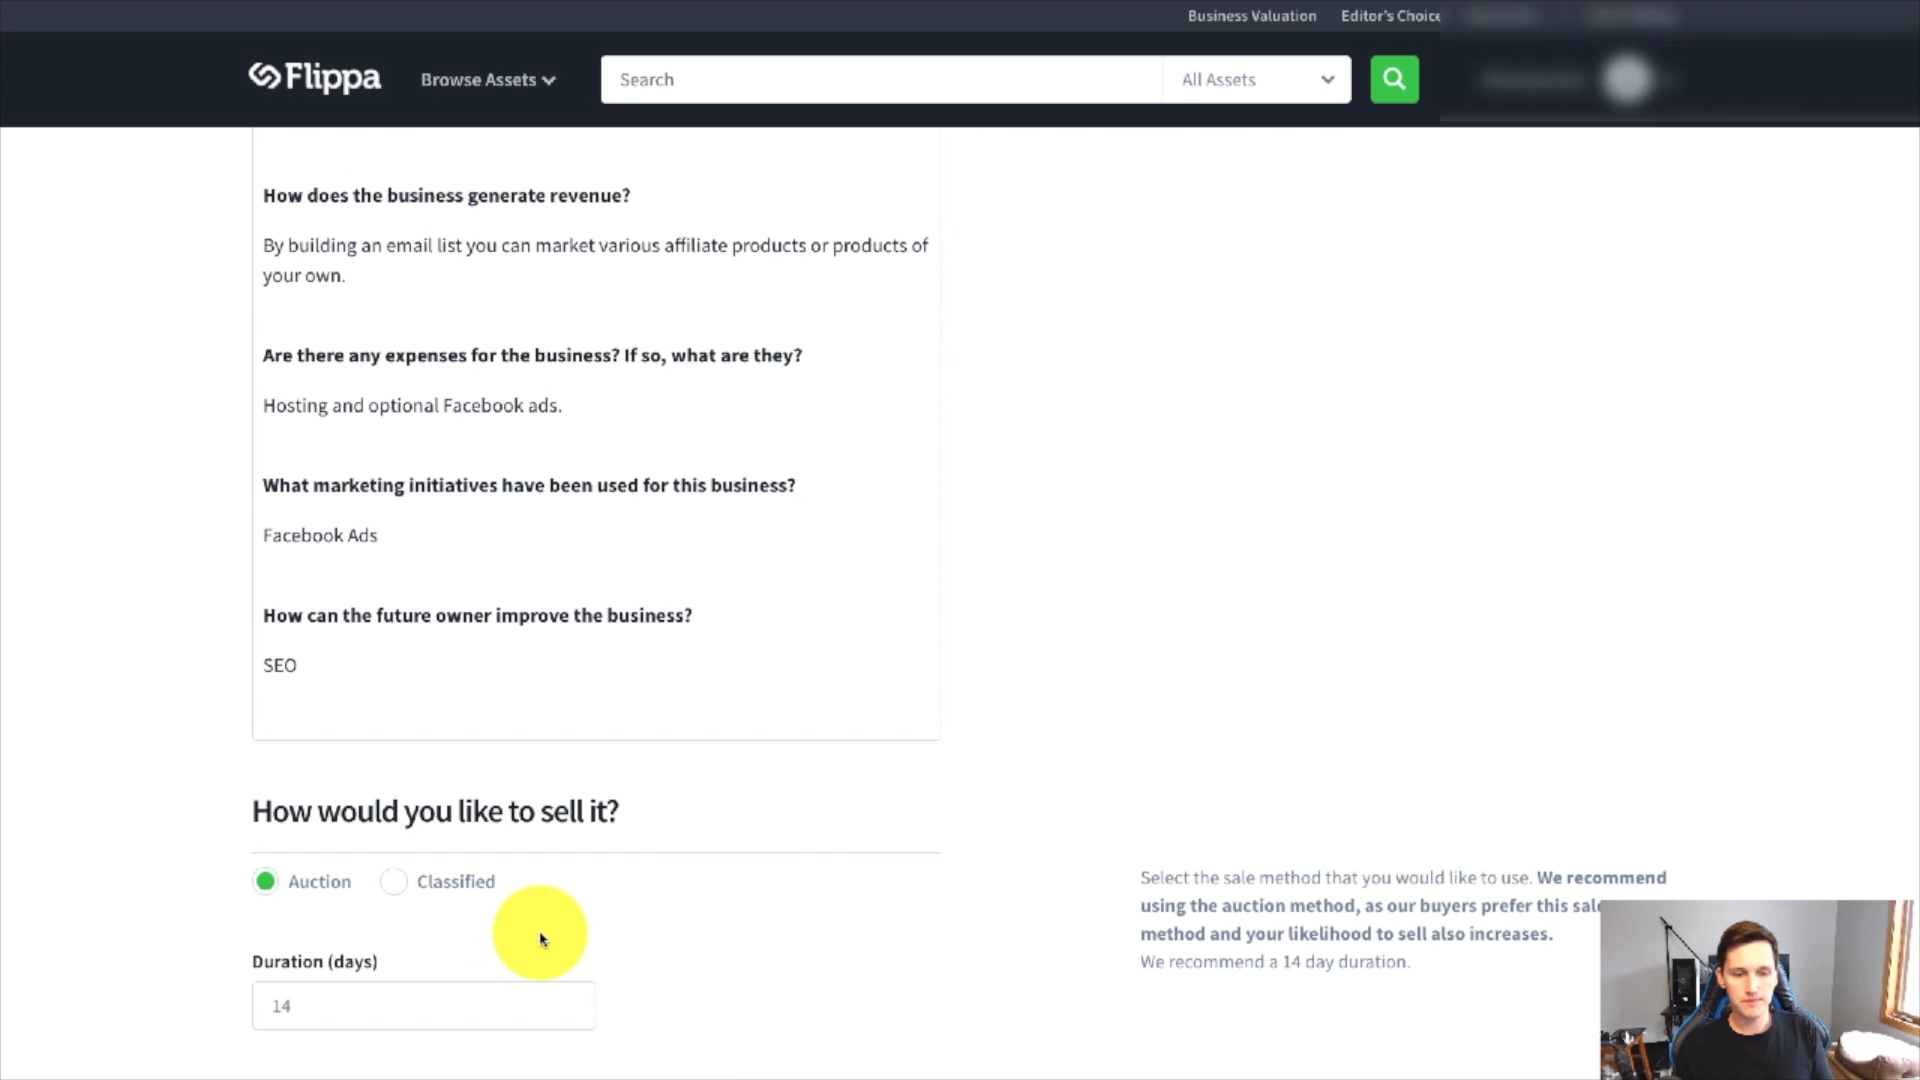 Business Valuation Editor's Choice
Flippa Browse Assets Search All Assets
How does the business generate revenue?
By building an email list you can market various affiliate products or products of
your own.
Are there any expenses for the business? If so, what are they?
Hosting and optional Facebook ads.
What marketing initiatives have been used for this business?
Facebook Ads
How can the future owner improve the business?
SEO
How would you like to sell it?
Auction Classified
Select the sale method that you would like to use. We recommend
using the auction method, as our buyers prefer this sale
method and your likelihood to sell also increases.
We recommend a 14 day duration.
Duration (days)
14